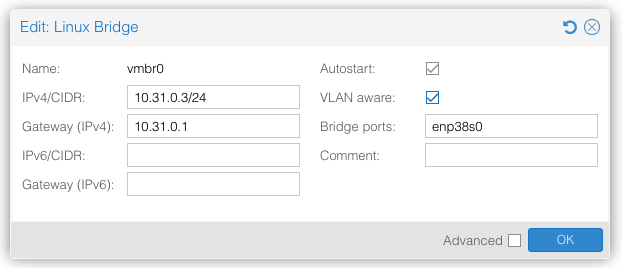 Edit: Linux Bridge
Name: vmbr0 Autostart:
IPv4/CIDR: 10.31.0.3/24 VLAN aware:
Gateway (IPv4): 10.31.0.1 Bridge ports: enp38s0
IPv6/CIDR: Comment:
Gateway (IPv6):
Advanced OK